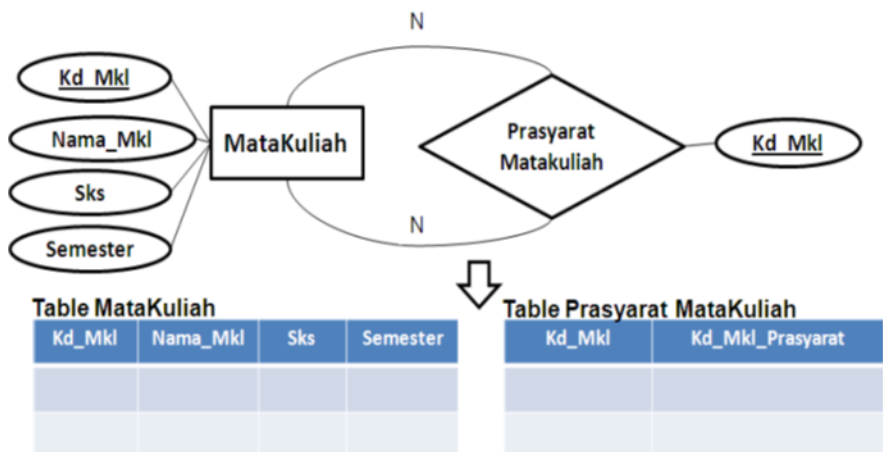 N
Kd_Mkl
Nama_Mkl
Sks
Semester
MataKuliah
Prasyarat
Matakuliah
Kd_Mkl
N
Table MataKuliah
Kd_Mkl Nama_Mkl Sks Semester
Table Prasyarat MataKuliah
Kd_Mkl Kd_Mkl_Prasyarat